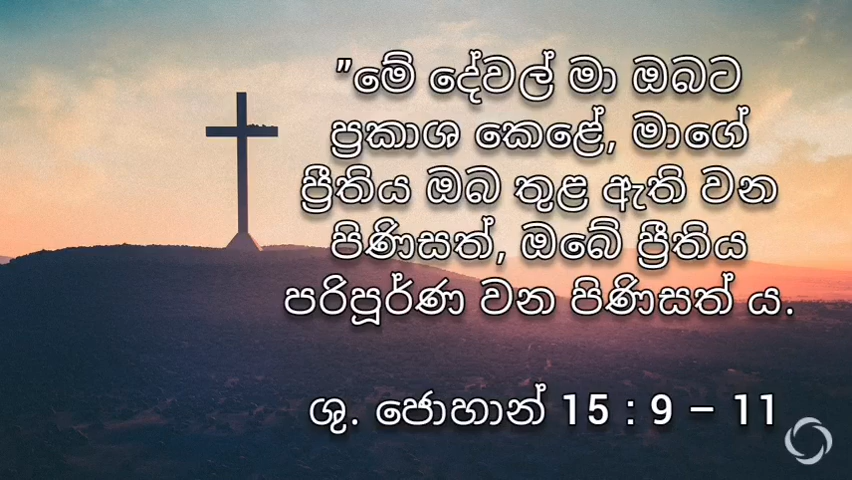 "මේ දේවල් මා ඔබට
ප්‍රකාශ කෙළේ, මාගේ
ප්‍රීතිය ඔබ තුළ ඇති වන
පිණිසත්, ඔබේ ප්‍රීතිය
පරිපූර්ණ වන පිණිසත් ය.
ශු. ජොහාන් 15 : 9 – 11